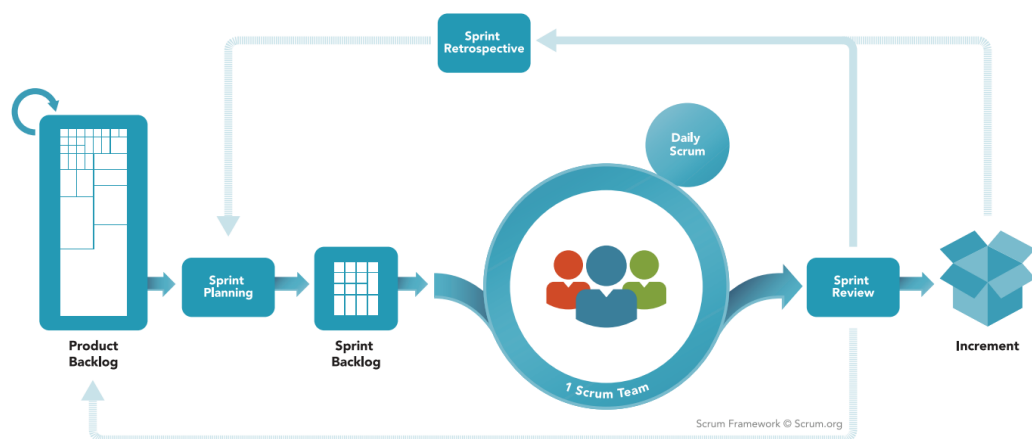 Sprint
Retrospective
Daily
Scrum
Sprint
Planning
Sprint
Review
Product
Backlog
Sprint
Backlog
1 Scrum Team
Increment
Scrum Framework © Scrum.org